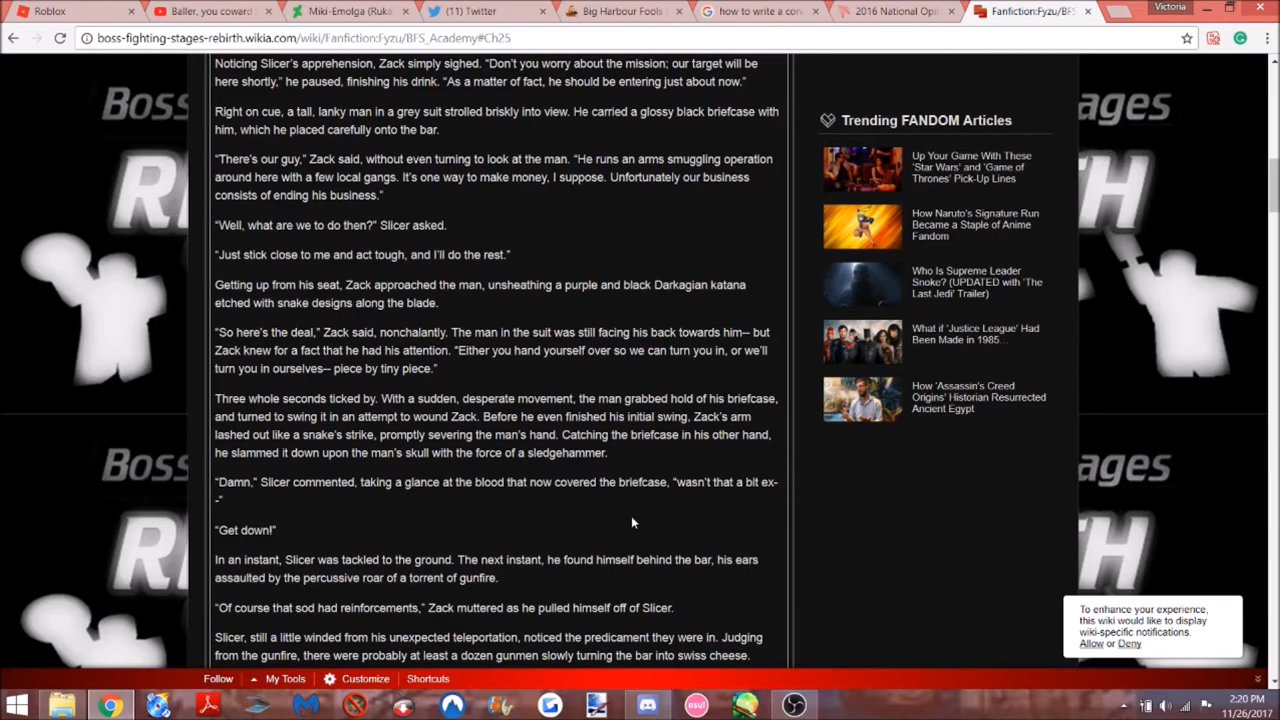 Roblox
Baller, you coward
Miki-Emolga (Ruka
(11) Twitter
Big Harbour Fools
how to write a con
2016 National Opi
Fanfiction:Fyzu/BFS
Victoria
boss-fighting-stages-rebirth.wikia.com/wiki/Fanfiction:Fyzu/BFS_Academy#Ch25
Noticing Slicer's apprehension, Zack simply sighed. “Don't you worry about the mission; our target will be
here shortly,” he paused, finishing his drink. “As a matter of fact, he should be entering just about now.”
Right on cue, a tall, lanky man in a grey suit strolled briskly into view. He carried a glossy black briefcase with
him, which he placed carefully onto the bar.
“There's our guy,” Zack said, without even turning to look at the man. “He runs an arms smuggling operation
around here with a few local gangs. It's one way to make money, I suppose. Unfortunately our business
consists of ending his business.”
“Well, what are we to do then?” Slicer asked.
“Just stick close to me and act tough, and I'll do the rest.”
Getting up from his seat, Zack approached the man, unsheathing a purple and black Darkagian katana
etched with snake designs along the blade.
“So here's the deal,” Zack said, nonchalantly. The man in the suit was still facing his back towards him-- but
Zack knew for a fact that he had his attention. “Either you hand yourself over so we can turn you in, or we'll
turn you in ourselves-- piece by tiny piece.”
Three whole seconds ticked by. With a sudden, desperate movement, the man grabbed hold of his briefcase,
and turned to swing it in an attempt to wound Zack. Before he even finished his initial swing, Zack's arm
lashed out like a snake's strike, promptly severing the man's hand. Catching the briefcase in his other hand,
he slammed it down upon the man's skull with the force of a sledgehammer.
“Damn,” Slicer commented, taking a glance at the blood that now covered the briefcase, “wasn't that a bit ex-
-”
“Get down!”
In an instant, Slicer was tackled to the ground. The next instant, he found himself behind the bar, his ears
assaulted by the percussive roar of a torrent of gunfire.
“Of course that sod had reinforcements,” Zack muttered as he pulled himself off of Slicer.
Slicer, still a little winded from his unexpected teleportation, noticed the predicament they were in. Judging
from the gunfire, there were probably at least a dozen gunmen slowly turning the bar into swiss cheese.
Trending FANDOM Articles
Up Your Game With These
'Star Wars' and 'Game of
Thrones' Pick-Up Lines
How Naruto's Signature Run
Became a Staple of Anime
Fandom
Who Is Supreme Leader
Snoke? (UPDATED with 'The
Last Jedi' Trailer)
What if 'Justice League' Had
Been Made in 1985...
How 'Assassin's Creed
Origins' Historian Resurrected
Ancient Egypt
Boss
ages
R
TH
Boss
ages
R
TH
To enhance your experience,
this wiki would like to display
wiki-specific notifications.
Allow or Deny
Follow
My Tools
Customize
Shortcuts
osu!
2:20 PM
11/26/2017